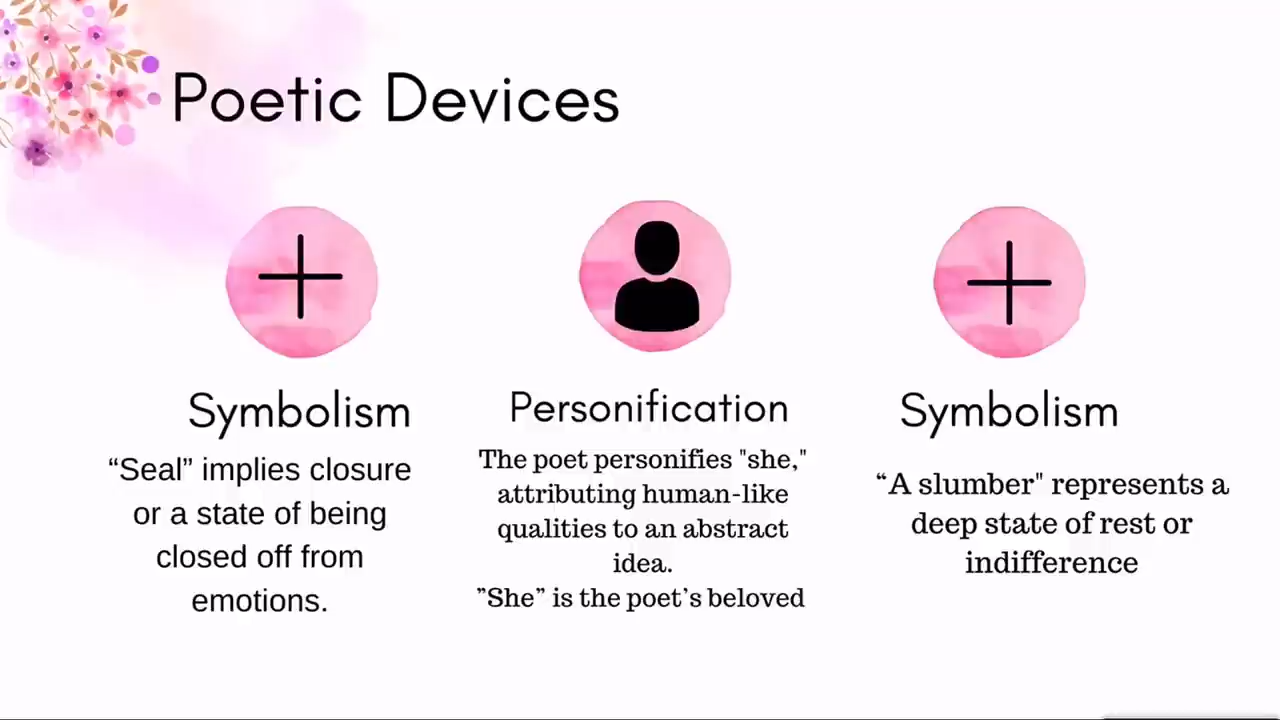 Poetic Devices
Symbolism
“Seal” implies closure
or a state of being
closed off from
emotions.
Personification
The poet personifies "she,"
attributing human-like
qualities to an abstract
idea.
”She” is the poet’s beloved
Symbolism
“A slumber" represents a
deep state of rest or
indifference